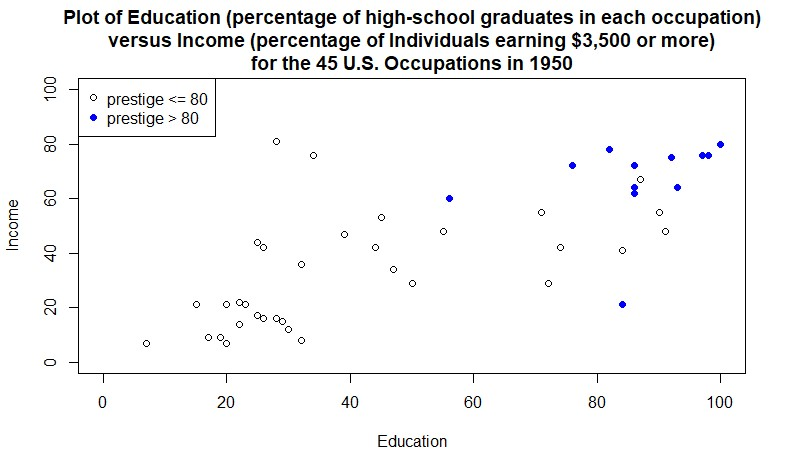 Plot of Education (percentage of high-school graduates in each occupation)
versus Income (percentage of Individuals earning $3,500 or more)
for the 45 U.S. Occupations in 1950
prestige <= 80
prestige > 80
100
80
60
40
20
0
Income
0 20 40 60 80 100
Education